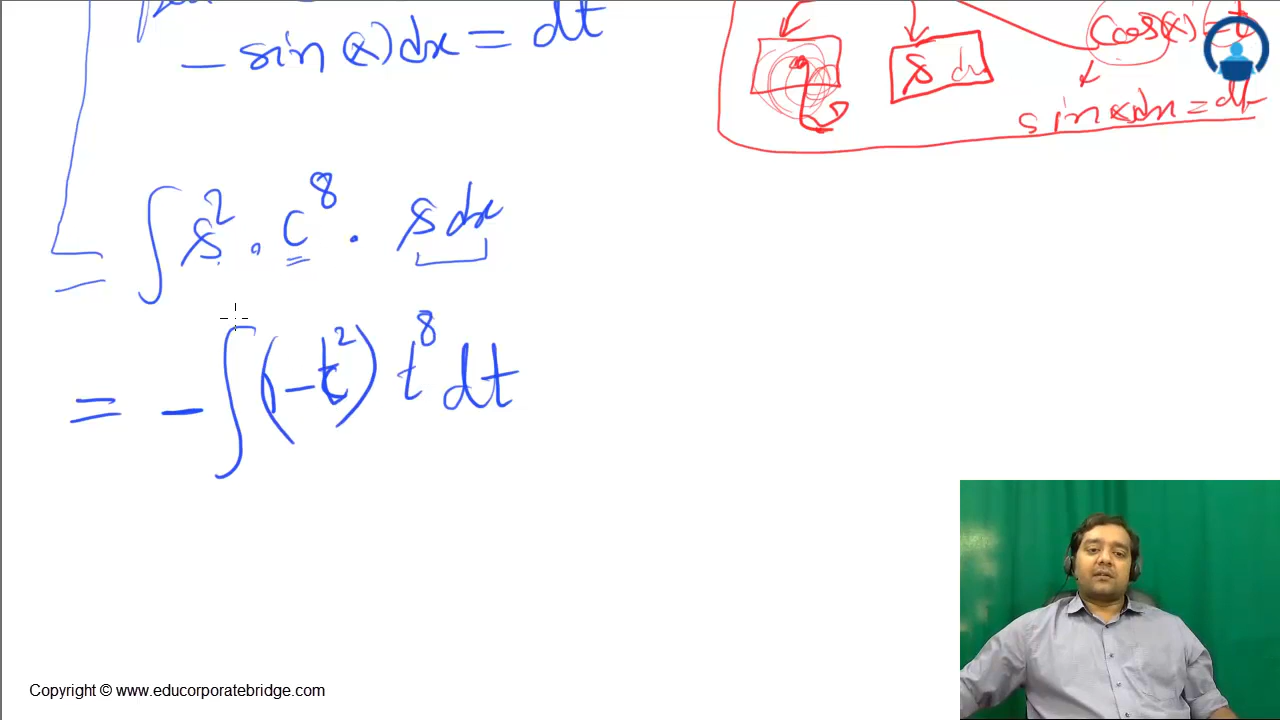 - sin (x) dx = dt
cos(x) = t
s dx
sin x dx = dt
= ∫ s² . c⁸ . s dx
= - ∫ (1 - t²) t⁸ dt
Copyright © www.educorporatebridge.com